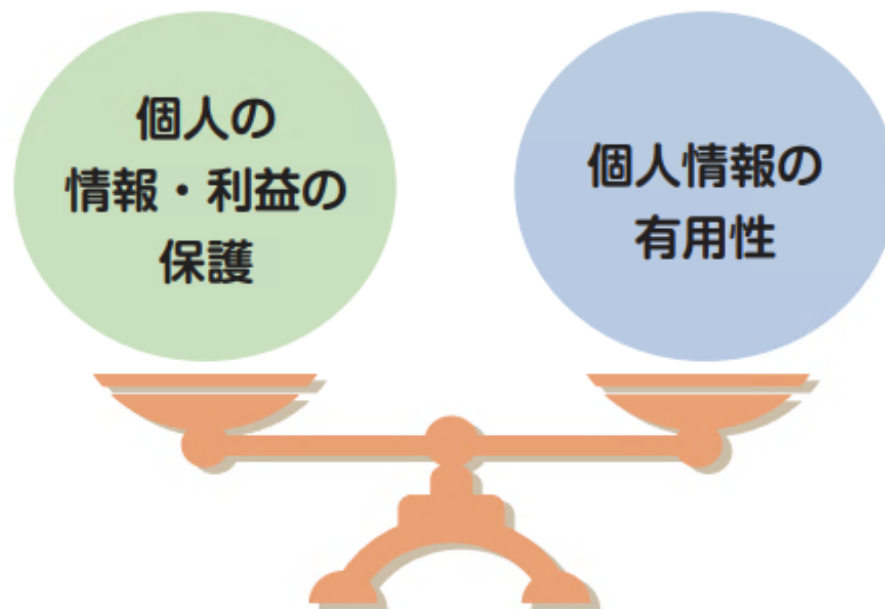 個人の
情報・利益の
保護
個人情報の
有用性